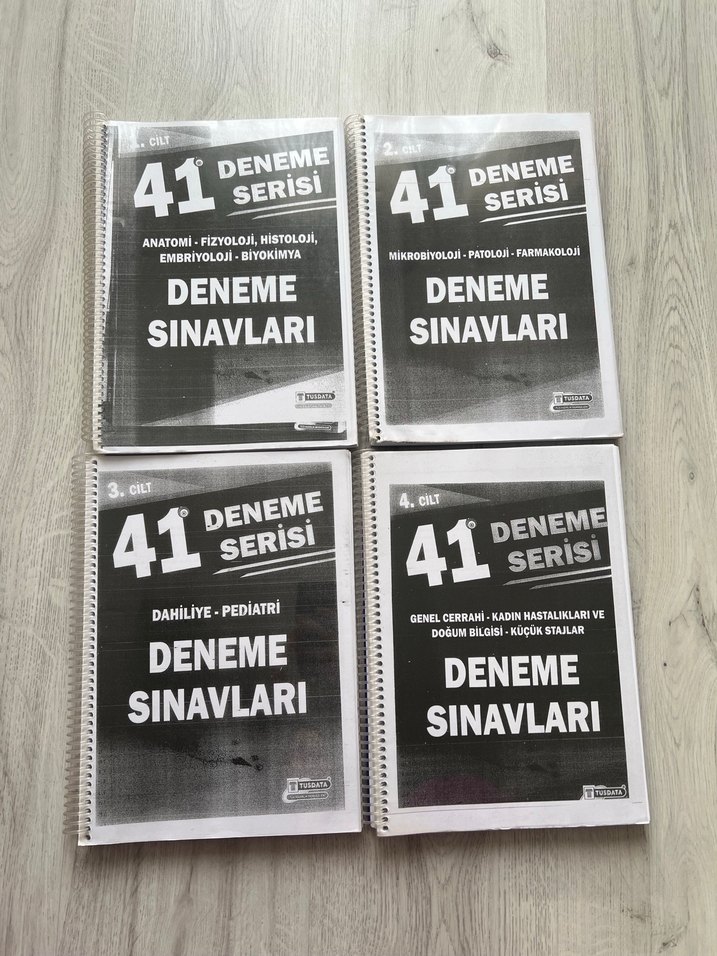 1. CİLT
41 DENEME
SERİSİ
ANATOMİ - FİZYOLOJİ, HİSTOLOJİ,
EMBRİYOLOJİ - BİYOKİMYA
DENEME
SINAVLARI
TUSDATA
2. CİLT
41 DENEME
SERİSİ
MİKROBİYOLOJİ - PATOLOJİ - FARMAKOLOJİ
DENEME
SINAVLARI
TUSDATA
3. CİLT
41 DENEME
SERİSİ
DAHİLİYE - PEDİATRİ
DENEME
SINAVLARI
TUSDATA
4. CİLT
41 DENEME
SERİSİ
GENEL CERRAHİ - KADIN HASTALIKLARI VE
DOĞUM BİLGİSİ - KÜÇÜK STAJLAR
DENEME
SINAVLARI
TUSDATA